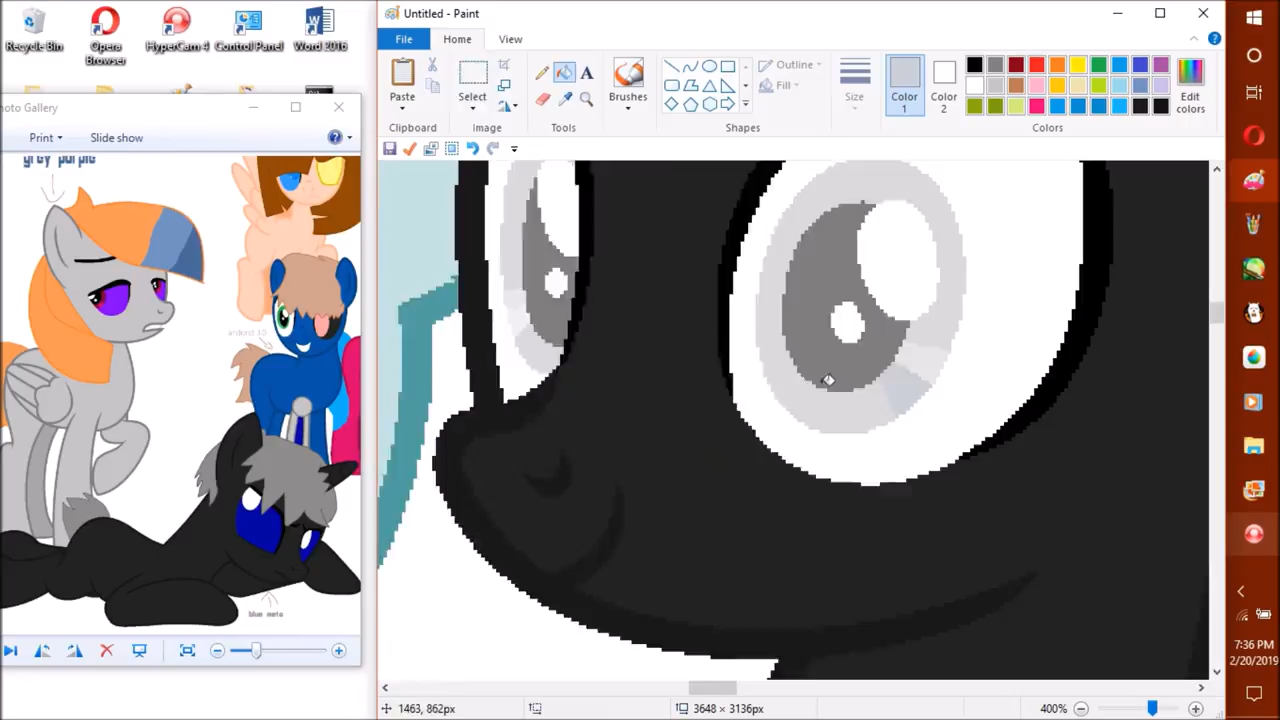 Recycle Bin
Opera
Browser
HyperCam 4
Control Panel
Word 2016
Untitled - Paint
File
Home
View
Paste
Select
Brushes
Outline
Fill
Size
Color
1
Color
2
Edit
colors
Clipboard
Image
Tools
Shapes
Colors
oto Gallery
Print
Slide show
grey purple
android 10
blue meta
1463, 862px
3648 × 3136px
400%
7:36 PM
2/20/2019